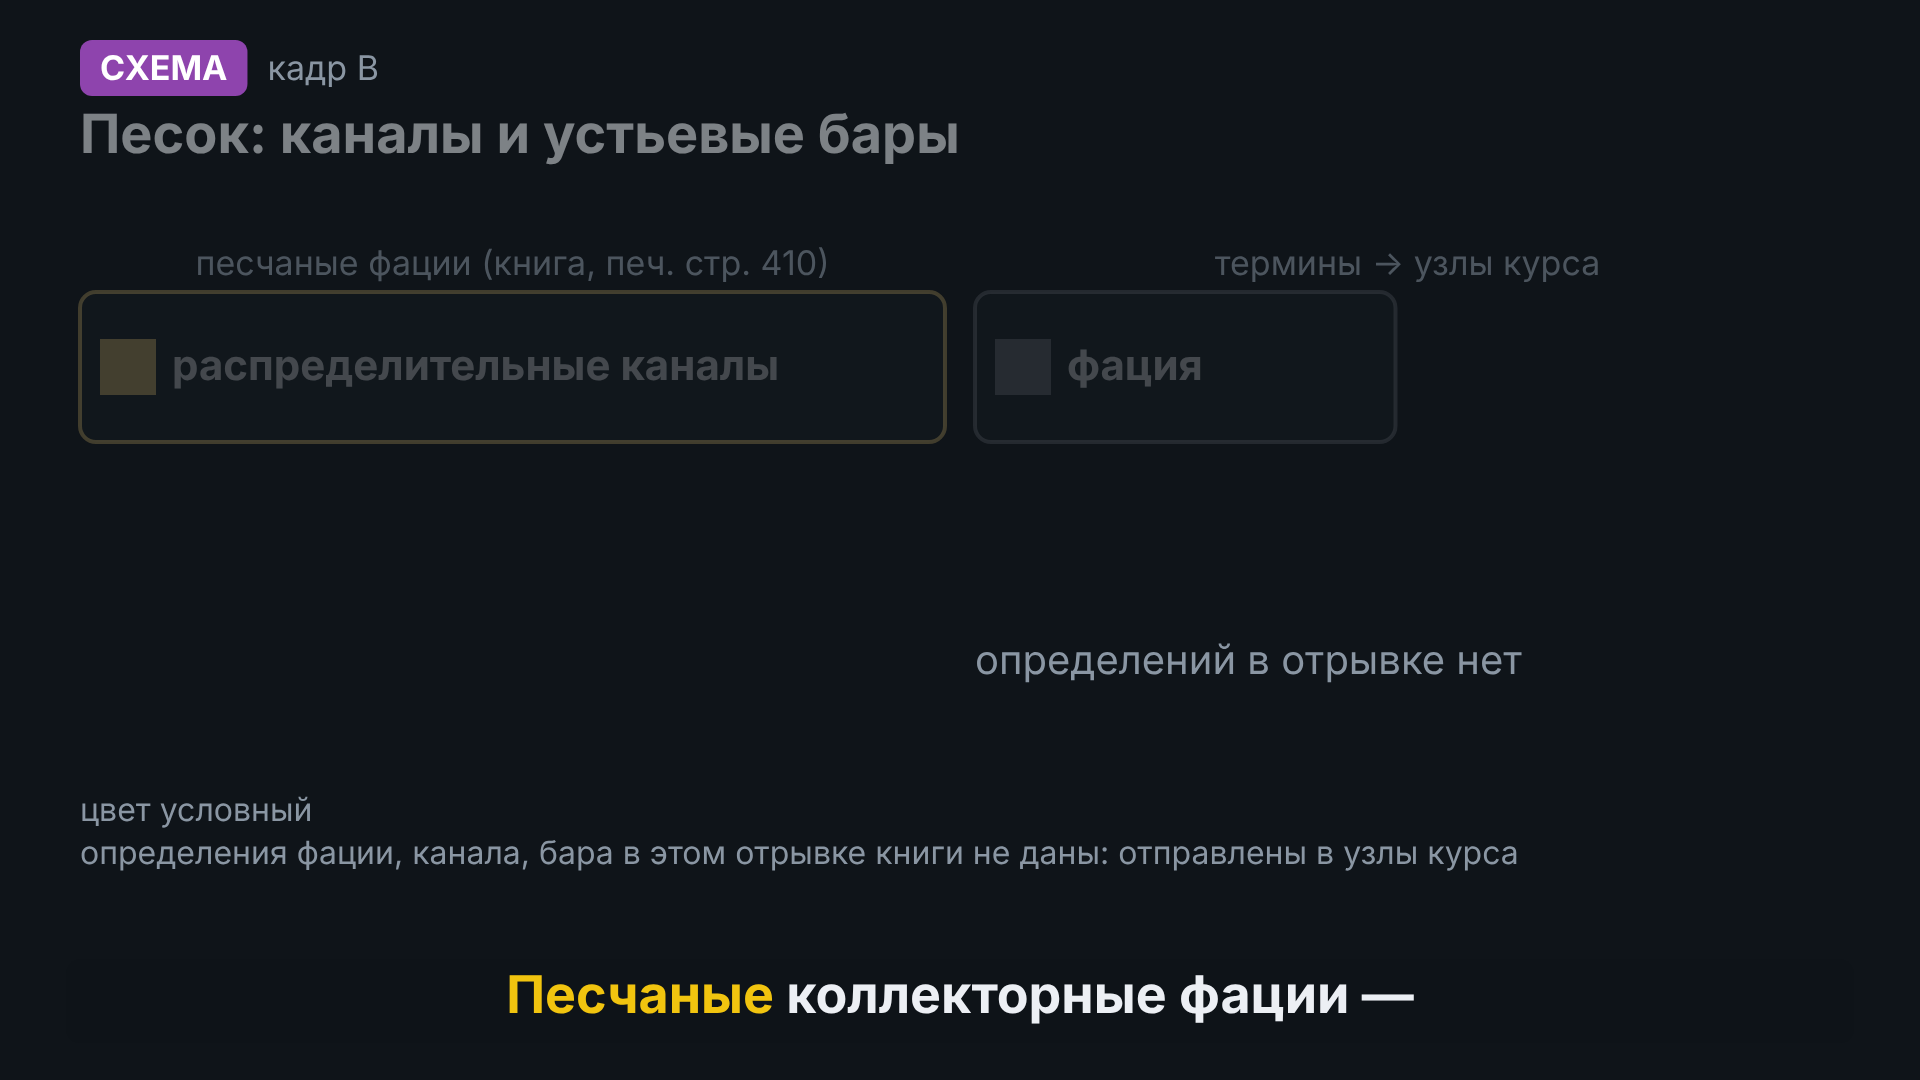 СХЕМА кадр B
Песок: каналы и устьевые бары
песчаные фации (книга, печ. стр. 410)
термины → узлы курса
распределительные каналы
фация
определений в отрывке нет
цвет условный
определения фации, канала, бара в этом отрывке книги не даны: отправлены в узлы курса
Песчаные коллекторные фации —